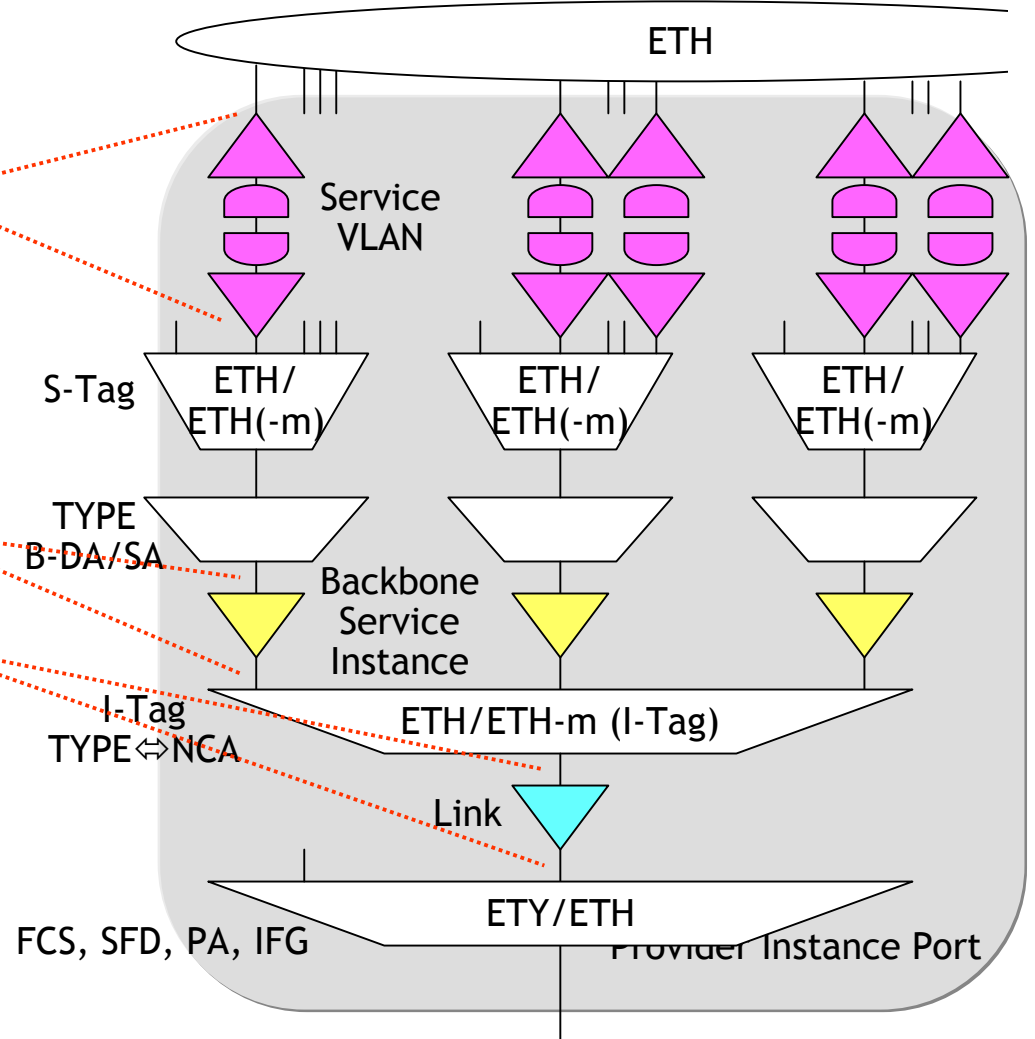 ETH
Service
VLAN
S-Tag
ETH/
ETH(-m)
ETH/
ETH(-m)
ETH/
ETH(-m)
TYPE
B-DA/SA
Backbone
Service
Instance
I-Tag
TYPE⇔NCA
ETH/ETH-m (I-Tag)
Link
ETY/ETH
FCS, SFD, PA, IFG
Provider Instance Port